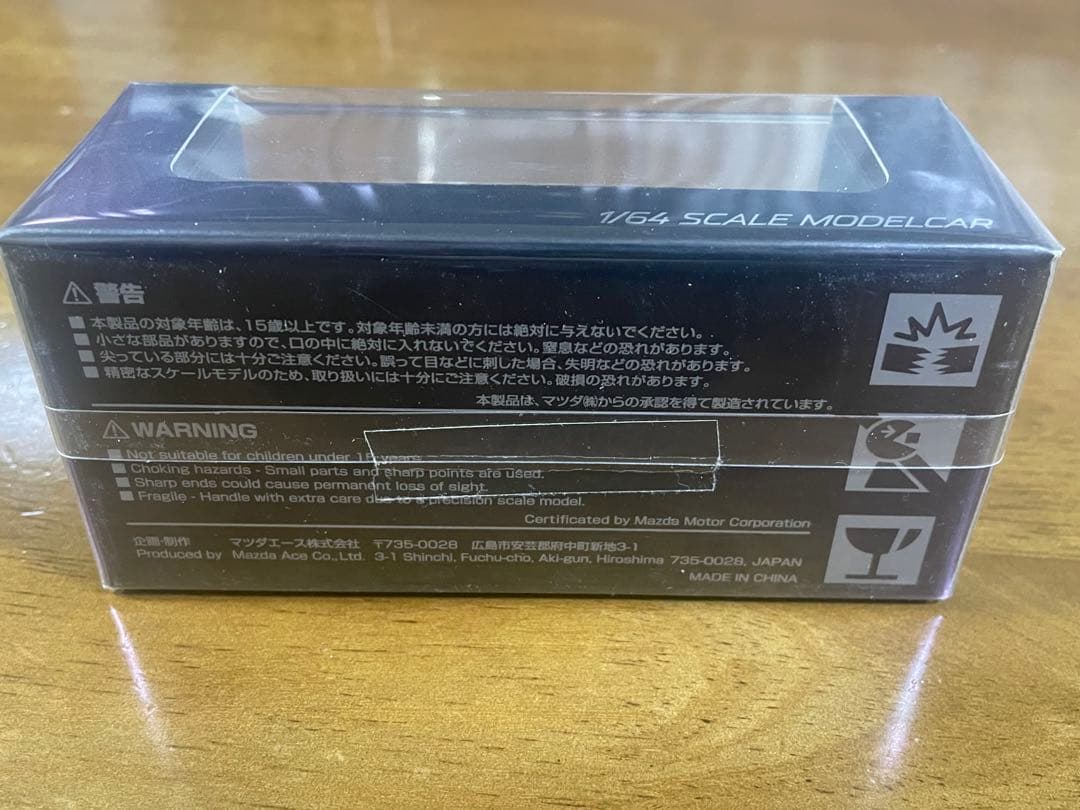 1/64 SCALE MODELCAR
⚠警告
■ 本製品の対象年齢は、15歳以上です。対象年齢未満の方には絶対に与えないでください。
■ 小さな部品がありますので、口の中に絶対に入れないでください。窒息などの恐れがあります。
■ 尖っている部分には十分ご注意ください。誤って目などに刺した場合、失明などの恐れがあります。
■ 精密なスケールモデルのため、取り扱いには十分にご注意ください。破損の恐れがあります。
本製品は、マツダ㈱からの承認を得て製造されています。
⚠WARNING
■ Not suitable for children under 15 years.
■ Choking hazards - Small parts and sharp points are used.
■ Sharp ends could cause permanent loss of sight.
■ Fragile - Handle with extra care due to a precision scale model.
Certificated by Mazda Motor Corporation
企画・制作 マツダエース株式会社 〒735-0028 広島市安芸郡府中町新地3-1
Produced by Mazda Ace Co.,Ltd. 3-1 Shinchi, Fuchu-cho, Aki-gun, Hiroshima 735-0028, JAPAN
MADE IN CHINA